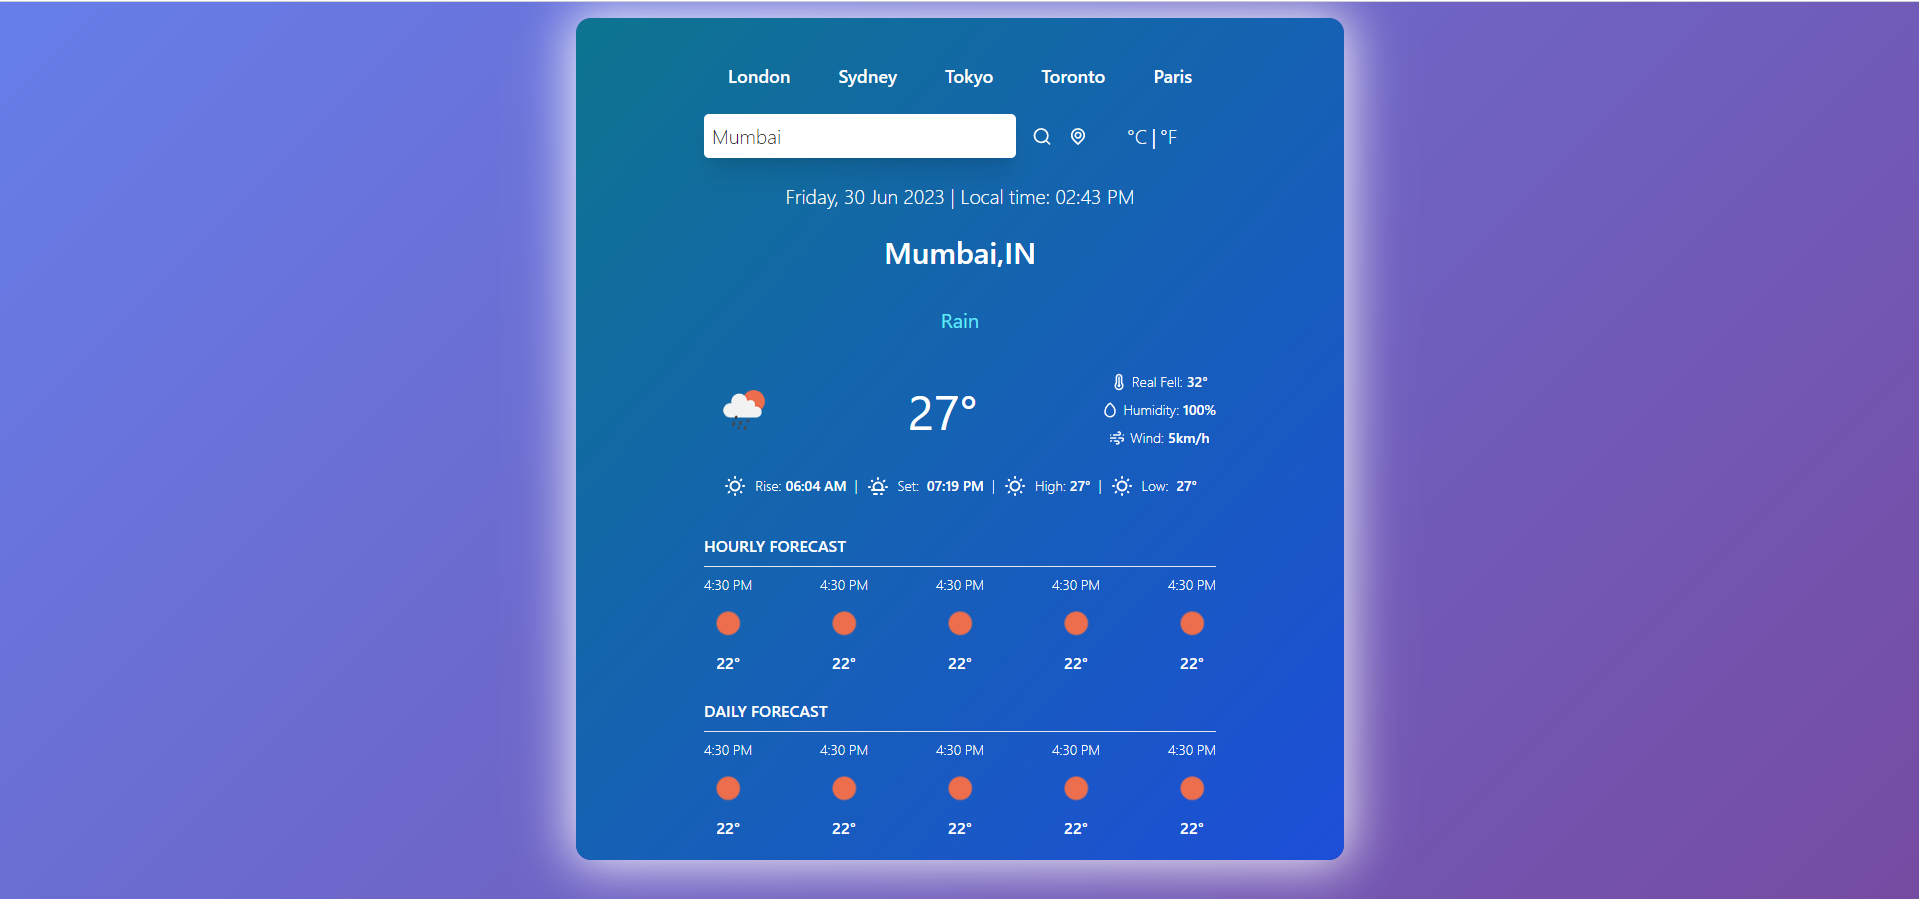 London Sydney Tokyo Toronto Paris
Mumbai °C | °F
Friday, 30 Jun 2023 | Local time: 02:43 PM
Mumbai,IN
Rain
27°
Real Fell: 32°
Humidity: 100%
Wind: 5km/h
Rise: 06:04 AM | Set: 07:19 PM | High: 27° | Low: 27°
HOURLY FORECAST
4:30 PM 4:30 PM 4:30 PM 4:30 PM 4:30 PM
22° 22° 22° 22° 22°
DAILY FORECAST
4:30 PM 4:30 PM 4:30 PM 4:30 PM 4:30 PM
22° 22° 22° 22° 22°